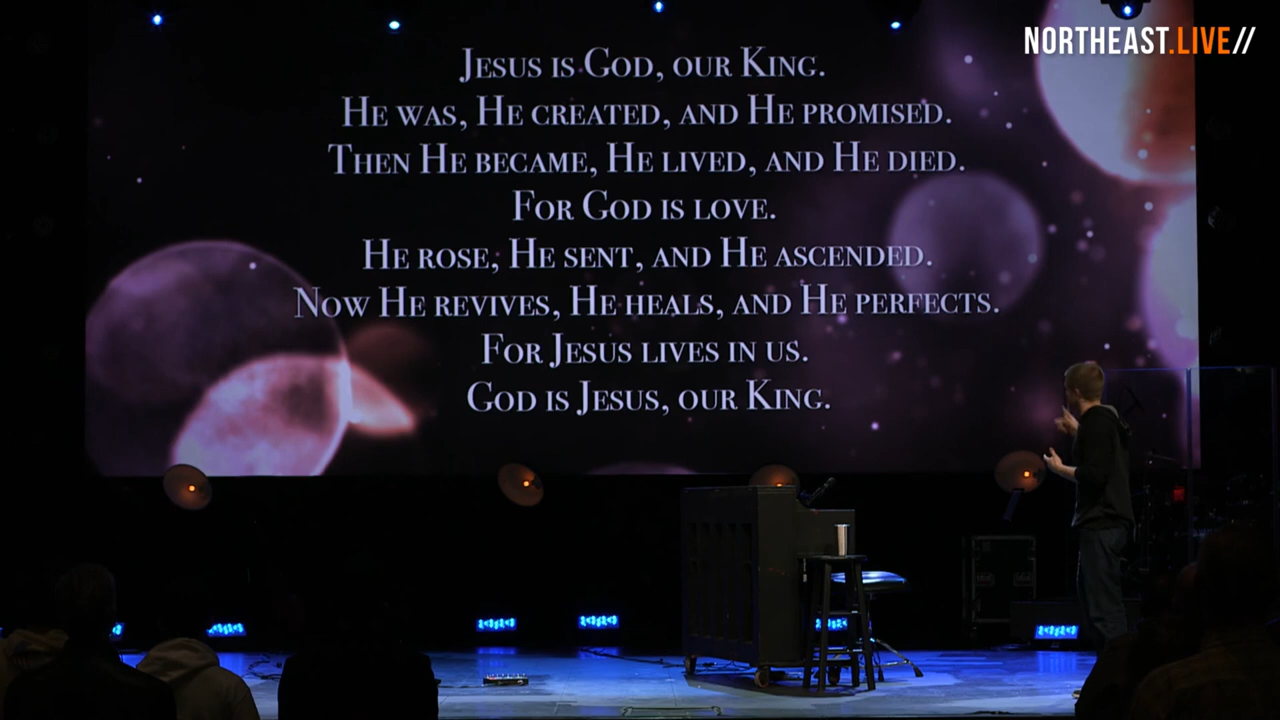 NORTHEAST.LIVE//
Jesus is God, our King.
He was, He created, and He promised.
Then He became, He lived, and He died.
For God is love.
He rose, He sent, and He ascended.
Now He revives, He heals, and He perfects.
For Jesus lives in us.
God is Jesus, our King.